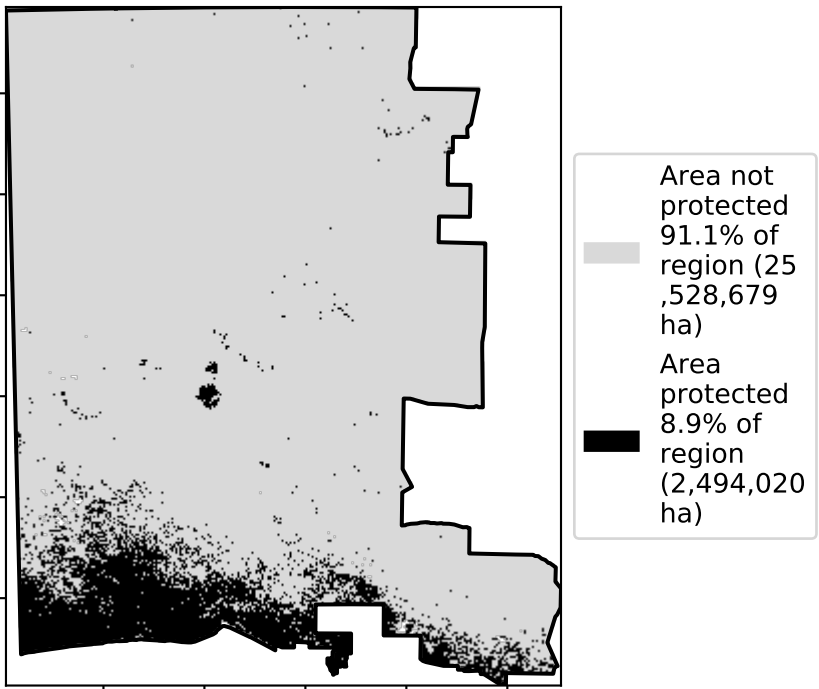 Area not
protected
91.1% of
region (25
,528,679
ha)
Area
protected
8.9% of
region
(2,494,020
ha)